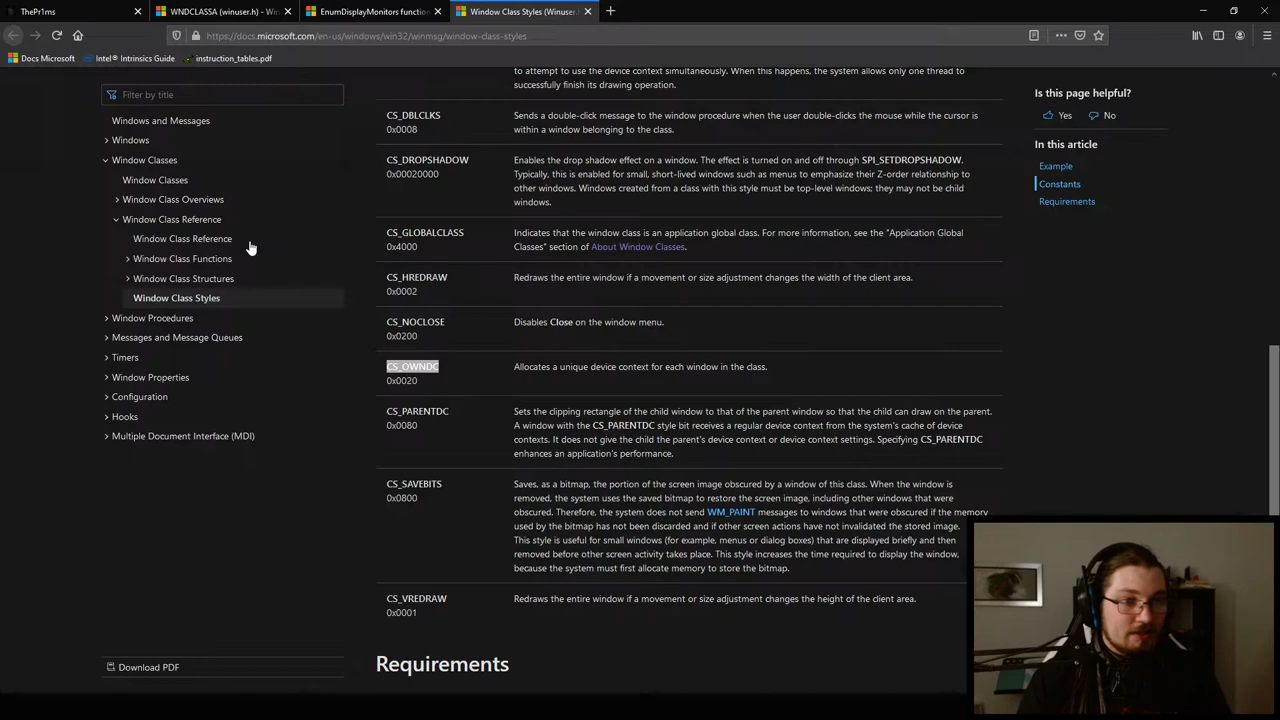 ThePr1ms
WNDCLASSA (winuser.h) - Win
EnumDisplayMonitors function
Window Class Styles (Winuser.h
https://docs.microsoft.com/en-us/windows/win32/winmsg/window-class-styles
Docs Microsoft
Intel® Intrinsics Guide
instruction_tables.pdf
Filter by title
Windows and Messages
Windows
Window Classes
Window Classes
Window Class Overviews
Window Class Reference
Window Class Reference
Window Class Functions
Window Class Structures
Window Class Styles
Window Procedures
Messages and Message Queues
Timers
Window Properties
Configuration
Hooks
Multiple Document Interface (MDI)
Download PDF
to attempt to use the device context simultaneously. When this happens, the system allows only one thread to
successfully finish its drawing operation.
CS_DBLCLKS
0x0008
Sends a double-click message to the window procedure when the user double-clicks the mouse while the cursor is
within a window belonging to the class.
CS_DROPSHADOW
0x00020000
Enables the drop shadow effect on a window. The effect is turned on and off through SPI_SETDROPSHADOW.
Typically, this is enabled for small, short-lived windows such as menus to emphasize their Z-order relationship to
other windows. Windows created from a class with this style must be top-level windows; they may not be child
windows.
CS_GLOBALCLASS
0x4000
Indicates that the window class is an application global class. For more information, see the "Application Global
Classes" section of About Window Classes.
CS_HREDRAW
0x0002
Redraws the entire window if a movement or size adjustment changes the width of the client area.
CS_NOCLOSE
0x0200
Disables Close on the window menu.
CS_OWNDC
0x0020
Allocates a unique device context for each window in the class.
CS_PARENTDC
0x0080
Sets the clipping rectangle of the child window to that of the parent window so that the child can draw on the parent.
A window with the CS_PARENTDC style bit receives a regular device context from the system's cache of device
contexts. It does not give the child the parent's device context or device context settings. Specifying CS_PARENTDC
enhances an application's performance.
CS_SAVEBITS
0x0800
Saves, as a bitmap, the portion of the screen image obscured by a window of this class. When the window is
removed, the system uses the saved bitmap to restore the screen image, including other windows that were
obscured. Therefore, the system does not send WM_PAINT messages to windows that were obscured if the memory
used by the bitmap has not been discarded and if other screen actions have not invalidated the stored image.
This style is useful for small windows (for example, menus or dialog boxes) that are displayed briefly and then
removed before other screen activity takes place. This style increases the time required to display the window,
because the system must first allocate memory to store the bitmap.
CS_VREDRAW
0x0001
Redraws the entire window if a movement or size adjustment changes the height of the client area.
Requirements
Is this page helpful?
Yes
No
In this article
Example
Constants
Requirements